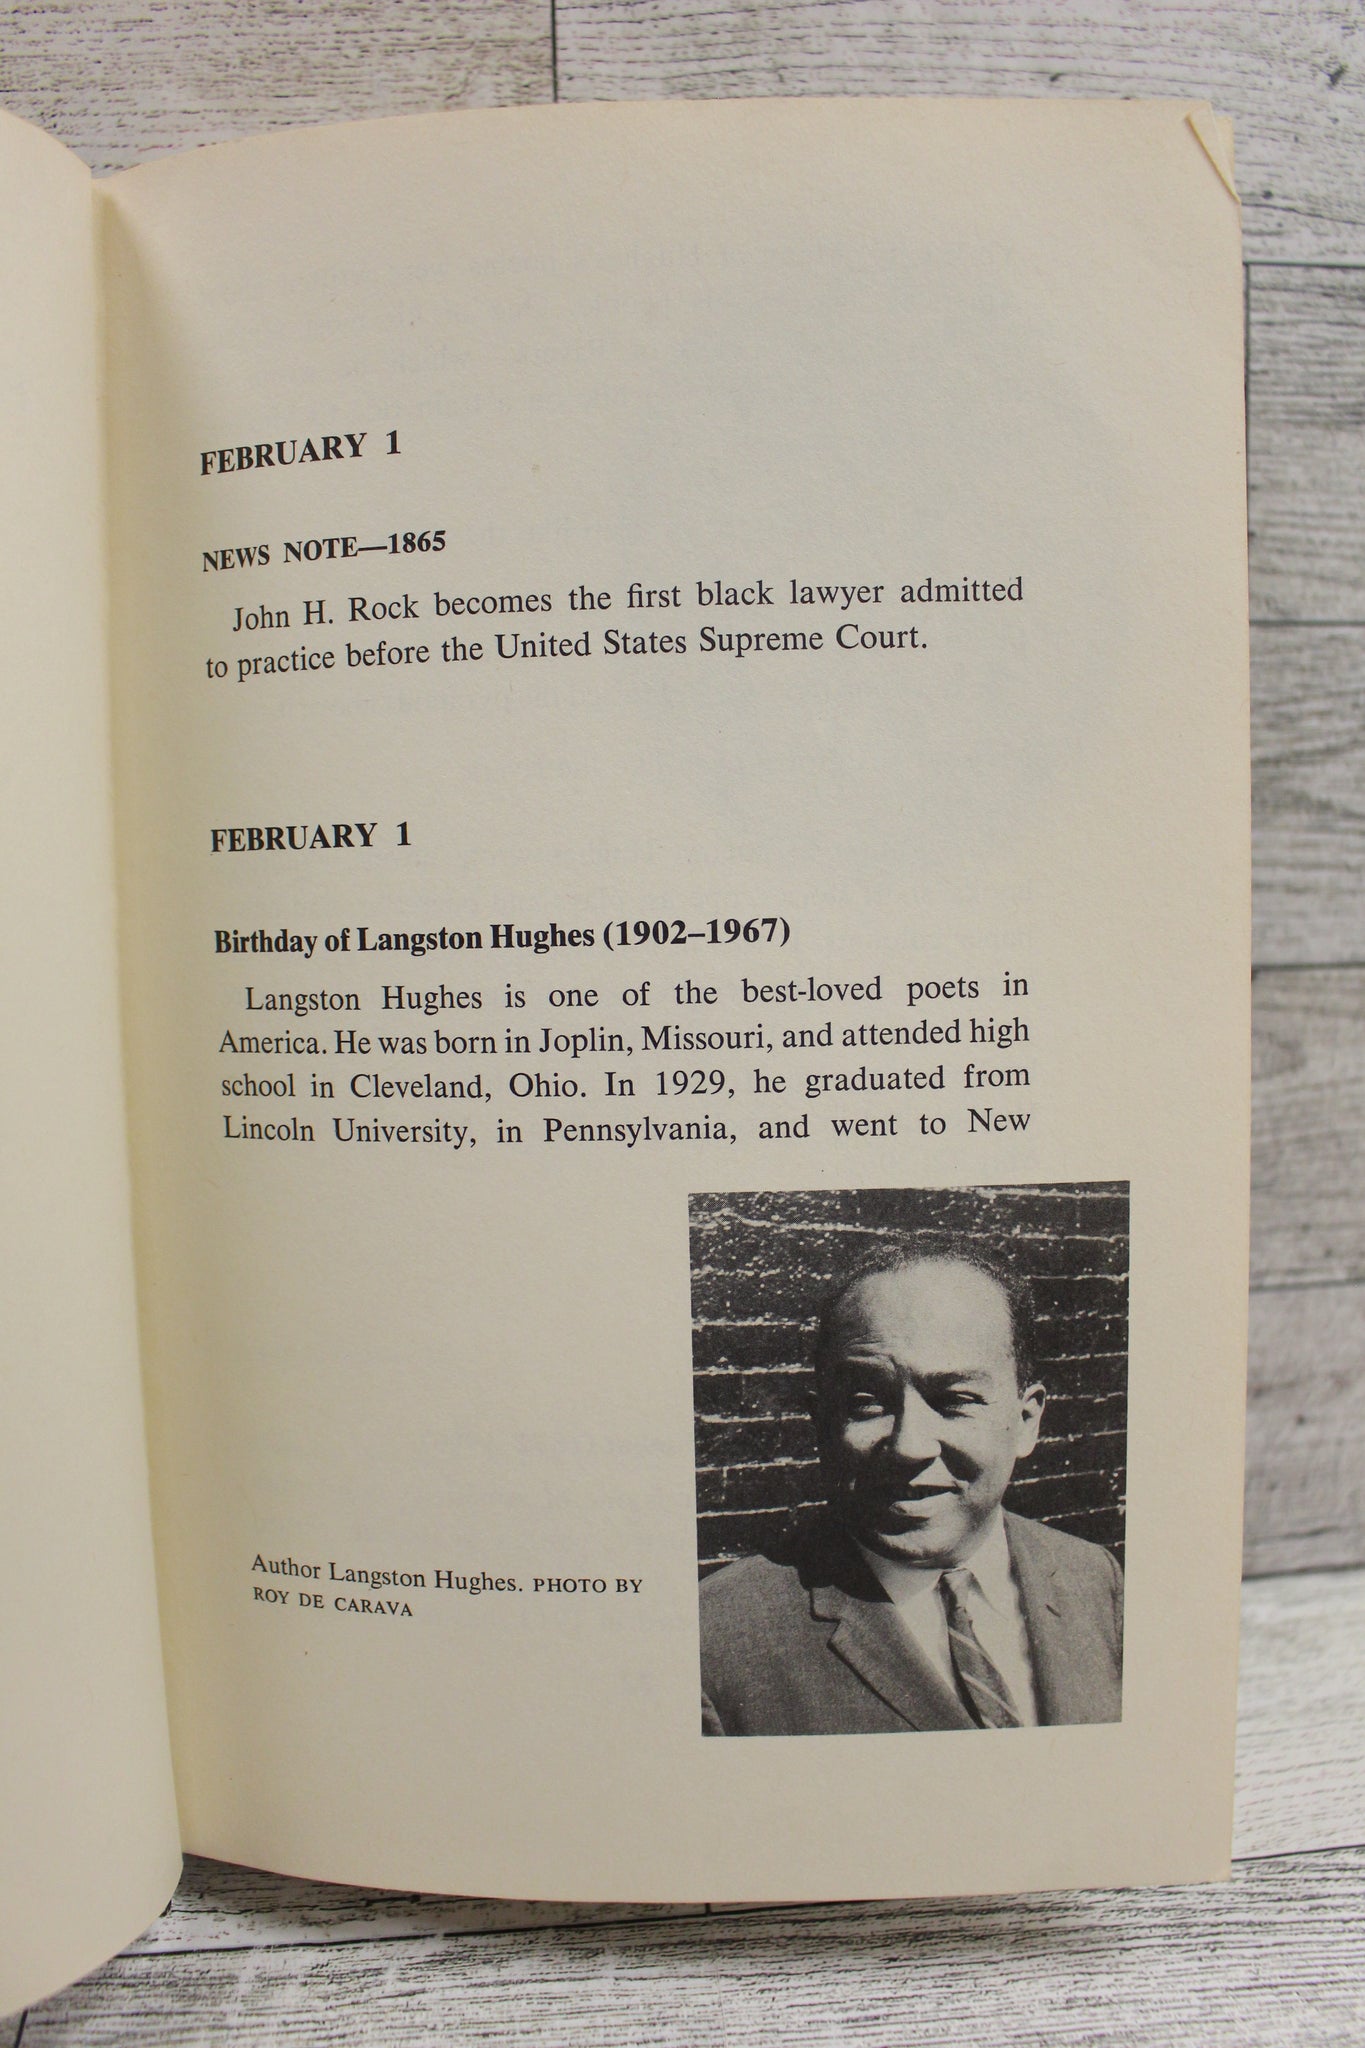 FEBRUARY 1
NEWS NOTE—1865
John H. Rock becomes the first black lawyer admitted
to practice before the United States Supreme Court.
FEBRUARY 1
Birthday of Langston Hughes (1902–1967)
Langston Hughes is one of the best-loved poets in
America. He was born in Joplin, Missouri, and attended high
school in Cleveland, Ohio. In 1929, he graduated from
Lincoln University, in Pennsylvania, and went to New
Author Langston Hughes. PHOTO BY
ROY DE CARAVA